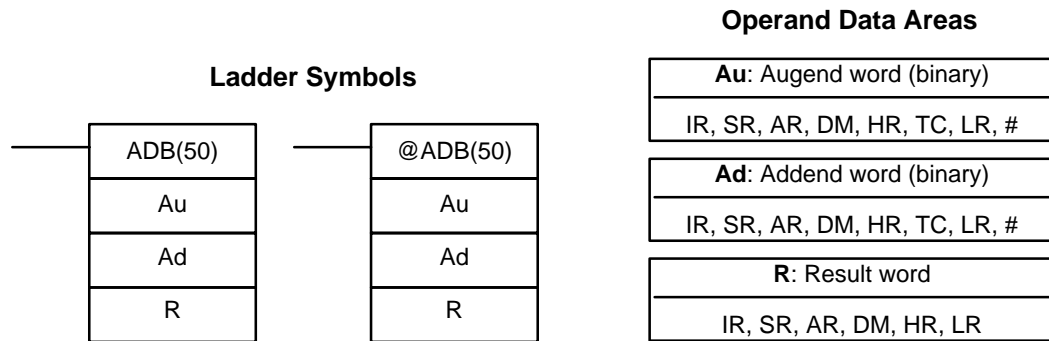 Ladder Symbols
ADB(50)
Au
Ad
R
@ADB(50)
Au
Ad
R
Operand Data Areas
Au: Augend word (binary)
IR, SR, AR, DM, HR, TC, LR, #
Ad: Addend word (binary)
IR, SR, AR, DM, HR, TC, LR, #
R: Result word
IR, SR, AR, DM, HR, LR